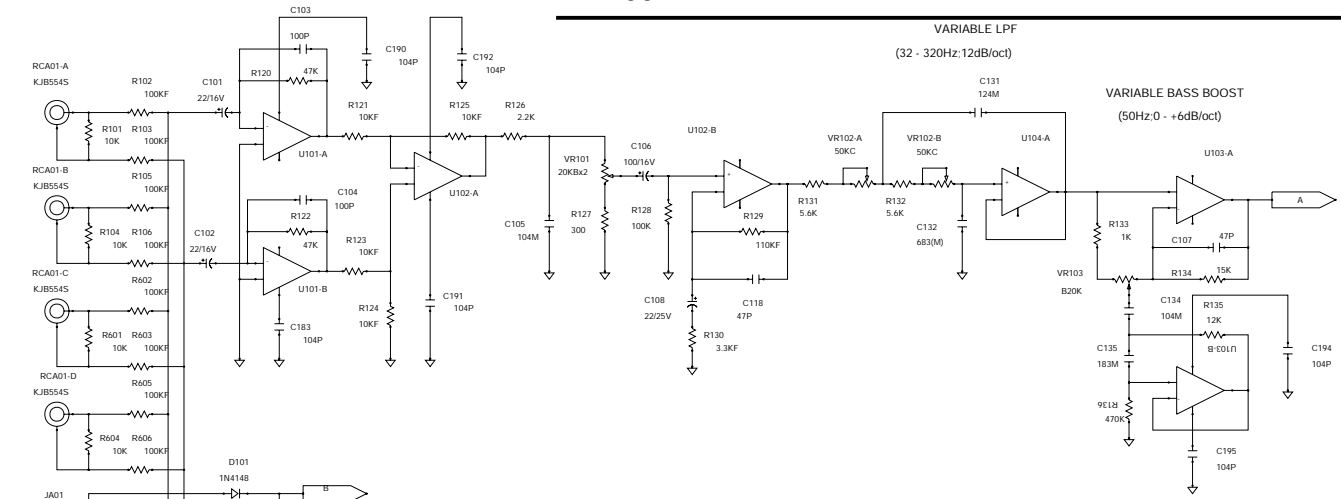 VARIABLE LPF
(32 - 320Hz;12dB/oct)
VARIABLE BASS BOOST
(50Hz;0 - +6dB/oct)
C103
100P
R120
47K
C190
104P
C192
104P
RCA01-A
KJB554S
R102
100KF
C101
22/16V
R101
10K
R103
100KF
U101-A
R121
10KF
R125
10KF
R126
2.2K
U102-A
RCA01-B
KJB554S
R105
100KF
R104
10K
R106
100KF
C102
22/16V
C104
100P
R122
47K
U101-B
R123
10KF
R124
10KF
C183
104P
C191
104P
C105
104M
VR101
20KBx2
C106
100/16V
R127
300
R128
100K
U102-B
R129
110KF
C108
22/25V
C118
47P
R130
3.3KF
R131
5.6K
VR102-A
50KC
R132
5.6K
VR102-B
50KC
C131
124M
C132
683(M)
U104-A
U103-A
R133
1K
C107
47P
R134
15K
VR103
B20K
C134
104M
R135
12K
U103-B
C135
183M
R136
470K
C194
104P
C195
104P
A
RCA01-C
KJB554S
R602
100KF
R601
10K
R603
100KF
RCA01-D
KJB554S
R605
100KF
R604
10K
R606
100KF
D101
1N4148
B
JA01